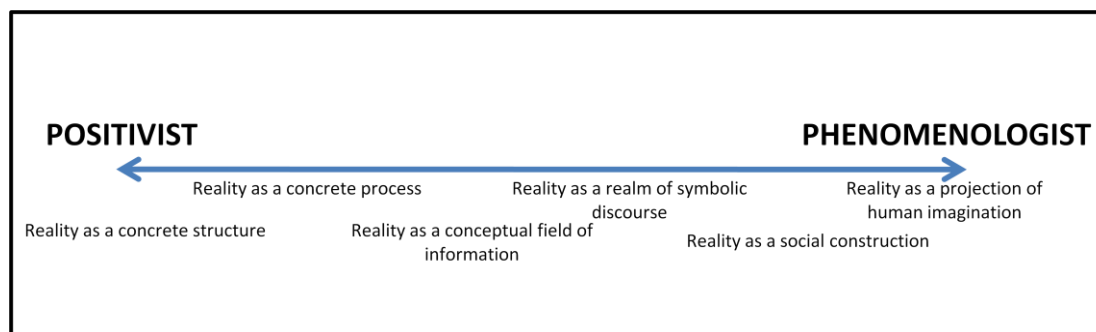 POSITIVIST
PHENOMENOLOGIST
Reality as a concrete process
Reality as a realm of symbolic
discourse
Reality as a projection of
human imagination
Reality as a concrete structure
Reality as a conceptual field of
information
Reality as a social construction